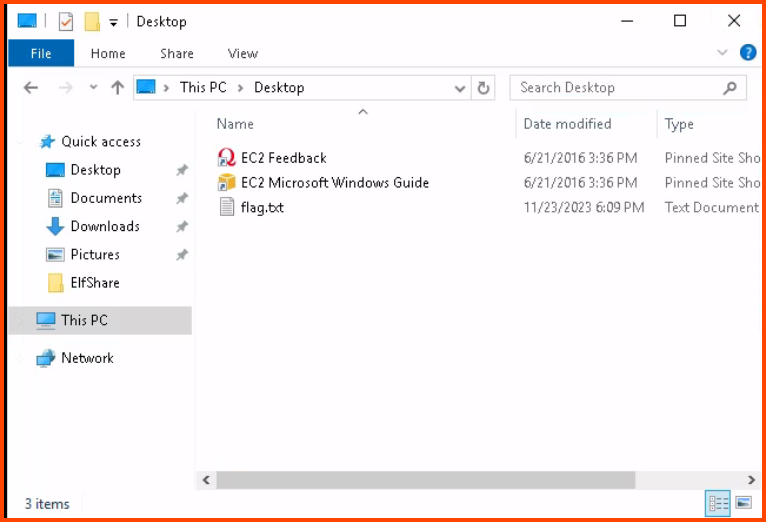 Desktop
File Home Share View
This PC Desktop Search Desktop
Name Date modified Type
Quick access
Desktop
Documents
Downloads
Pictures
ElfShare
This PC
Network
EC2 Feedback 6/21/2016 3:36 PM Pinned Site Sho
EC2 Microsoft Windows Guide 6/21/2016 3:36 PM Pinned Site Sho
flag.txt 11/23/2023 6:09 PM Text Document
3 items